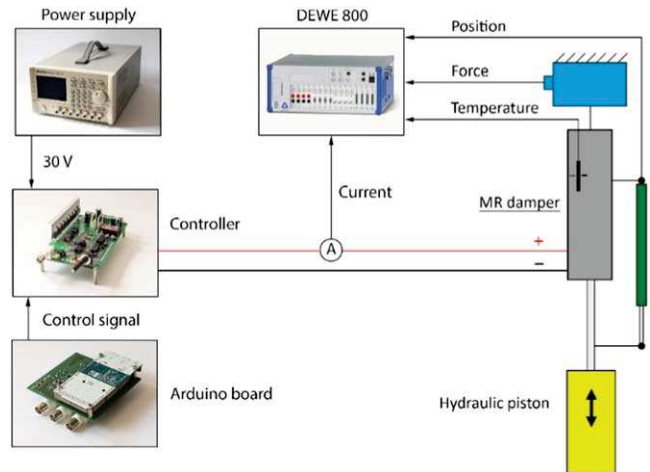 Power supply
DEWE 800
Position
Force
Temperature
30 V
Current
MR damper
Controller
A
+
−
Control signal
Arduino board
Hydraulic piston